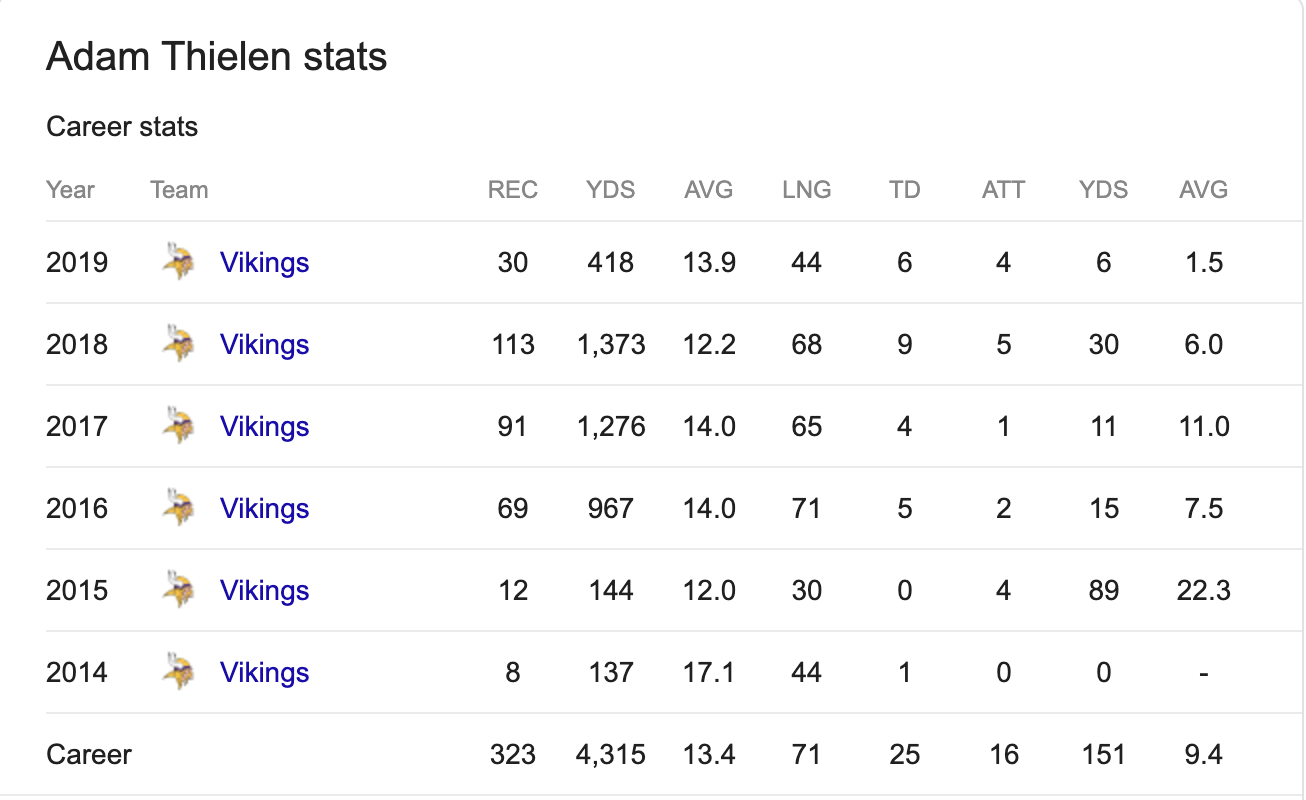 Adam Thielen stats
Career stats
Year Team REC YDS AVG LNG TD ATT YDS AVG
2019 Vikings 30 418 13.9 44 6 4 6 1.5
2018 Vikings 113 1,373 12.2 68 9 5 30 6.0
2017 Vikings 91 1,276 14.0 65 4 1 11 11.0
2016 Vikings 69 967 14.0 71 5 2 15 7.5
2015 Vikings 12 144 12.0 30 0 4 89 22.3
2014 Vikings 8 137 17.1 44 1 0 0 -
Career 323 4,315 13.4 71 25 16 151 9.4